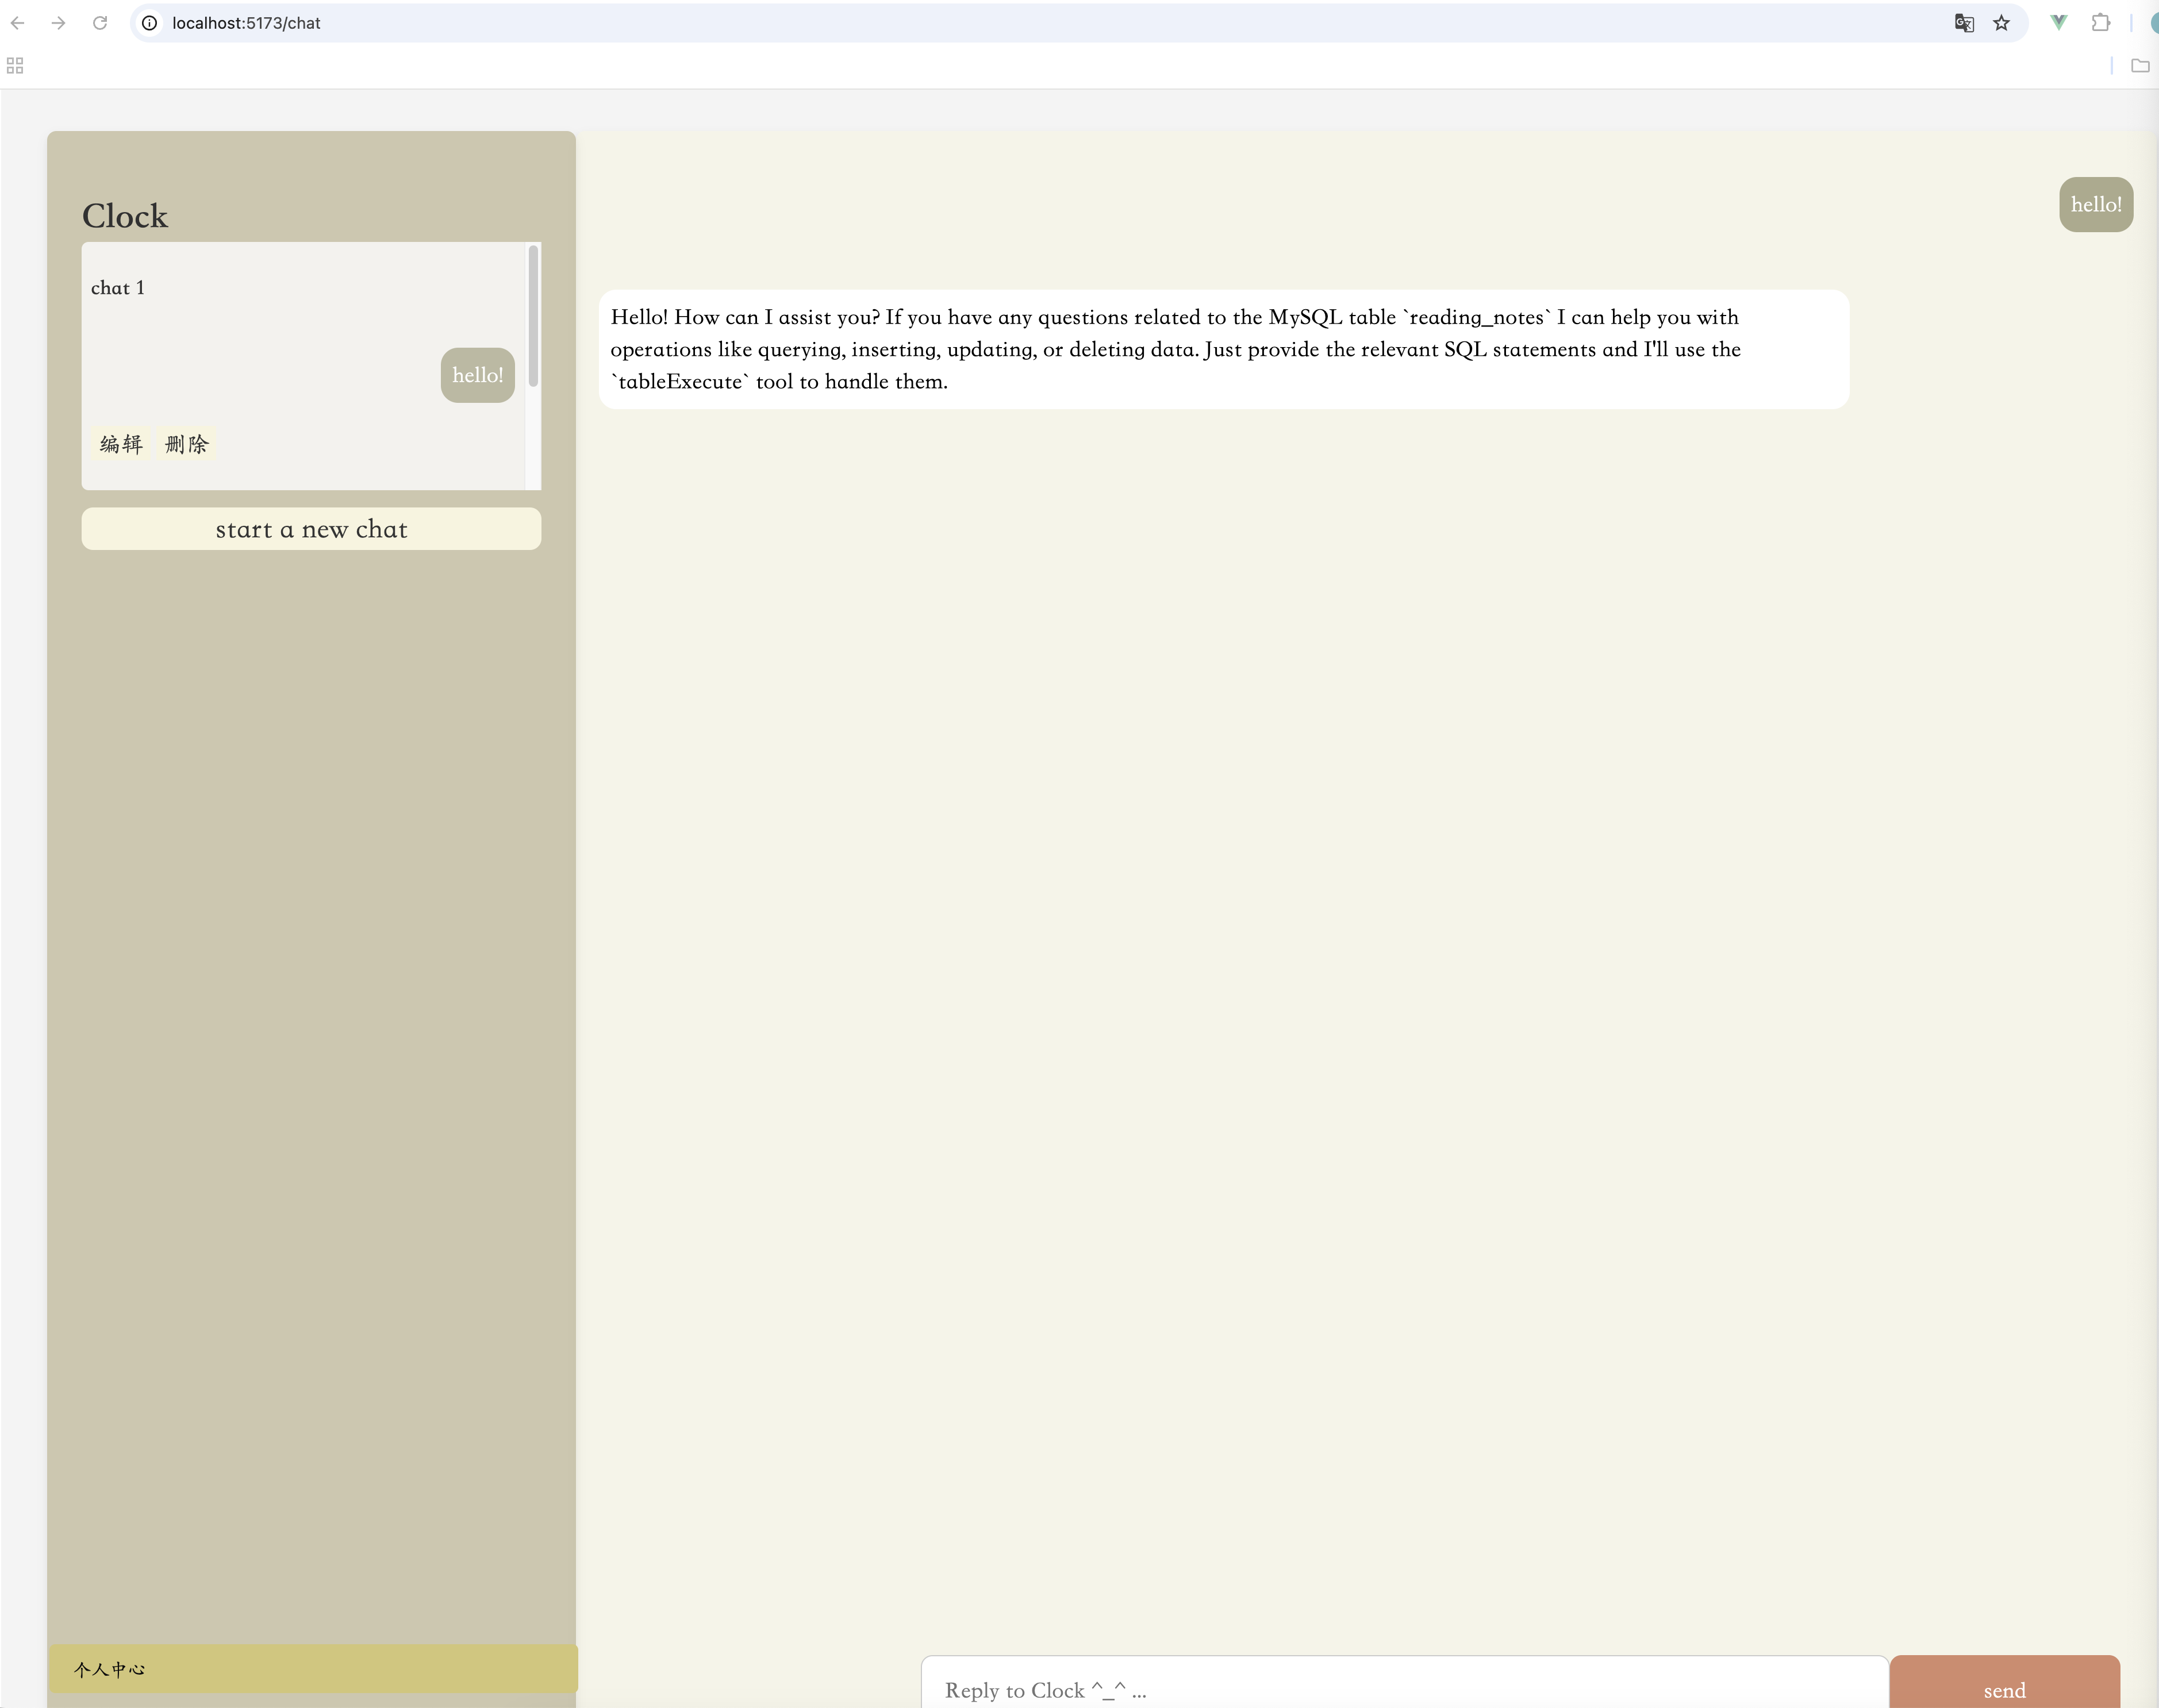 localhost:5173/chat
Clock
chat 1
hello!
编辑 删除
start a new chat
个人中心
hello!
Hello! How can I assist you? If you have any questions related to the MySQL table `reading_notes` I can help you with
operations like querying, inserting, updating, or deleting data. Just provide the relevant SQL statements and I'll use the
`tableExecute` tool to handle them.
Reply to Clock ^_^ ...
send